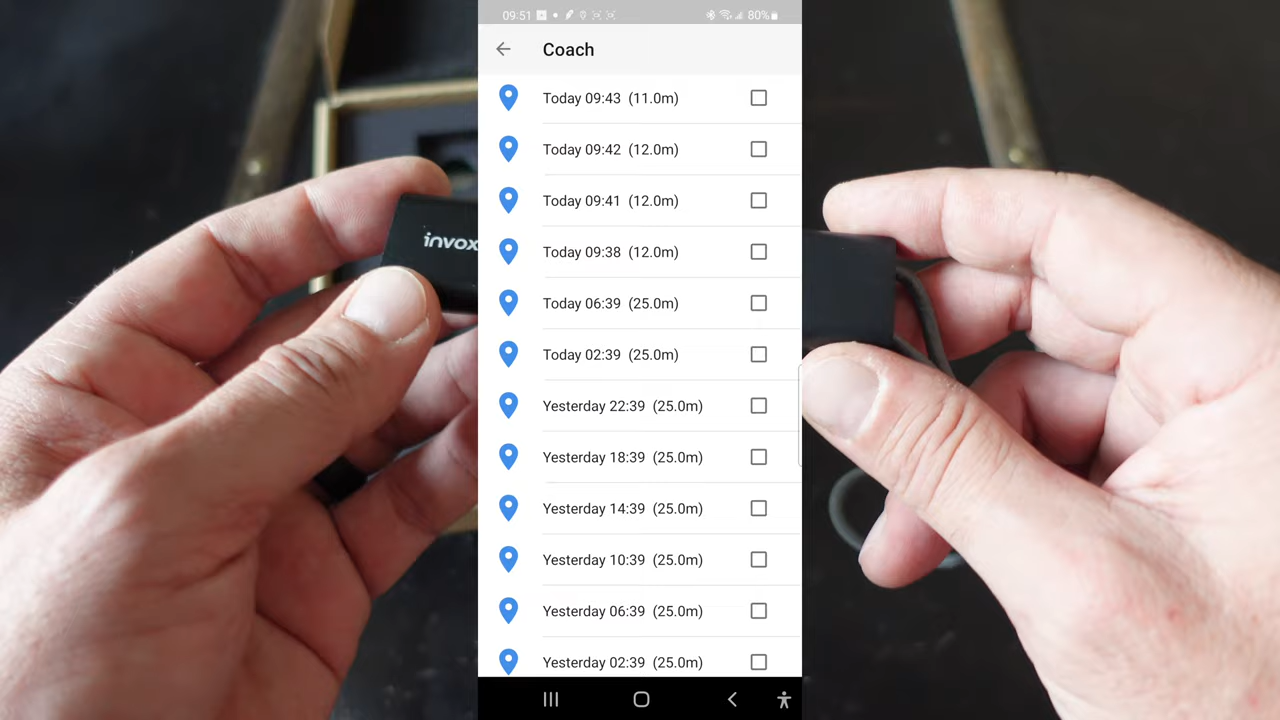 09:51
80%
Coach
Today 09:43 (11.0m)
Today 09:42 (12.0m)
Today 09:41 (12.0m)
Today 09:38 (12.0m)
Today 06:39 (25.0m)
Today 02:39 (25.0m)
Yesterday 22:39 (25.0m)
Yesterday 18:39 (25.0m)
Yesterday 14:39 (25.0m)
Yesterday 10:39 (25.0m)
Yesterday 06:39 (25.0m)
Yesterday 02:39 (25.0m)
invox